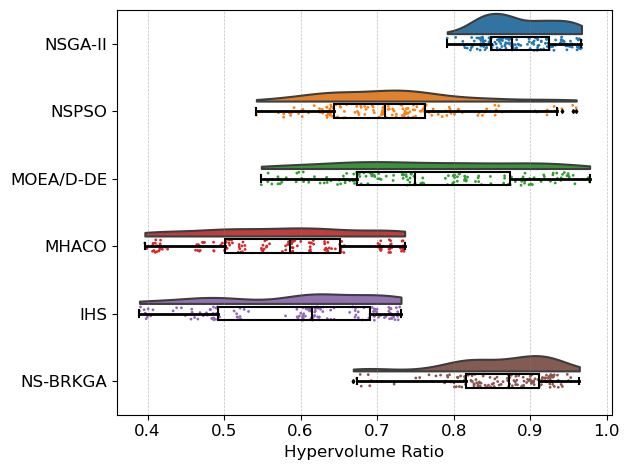 NSGA-II
NSPSO
MOEA/D-DE
MHACO
IHS
NS-BRKGA
0.4 0.5 0.6 0.7 0.8 0.9 1.0
Hypervolume Ratio